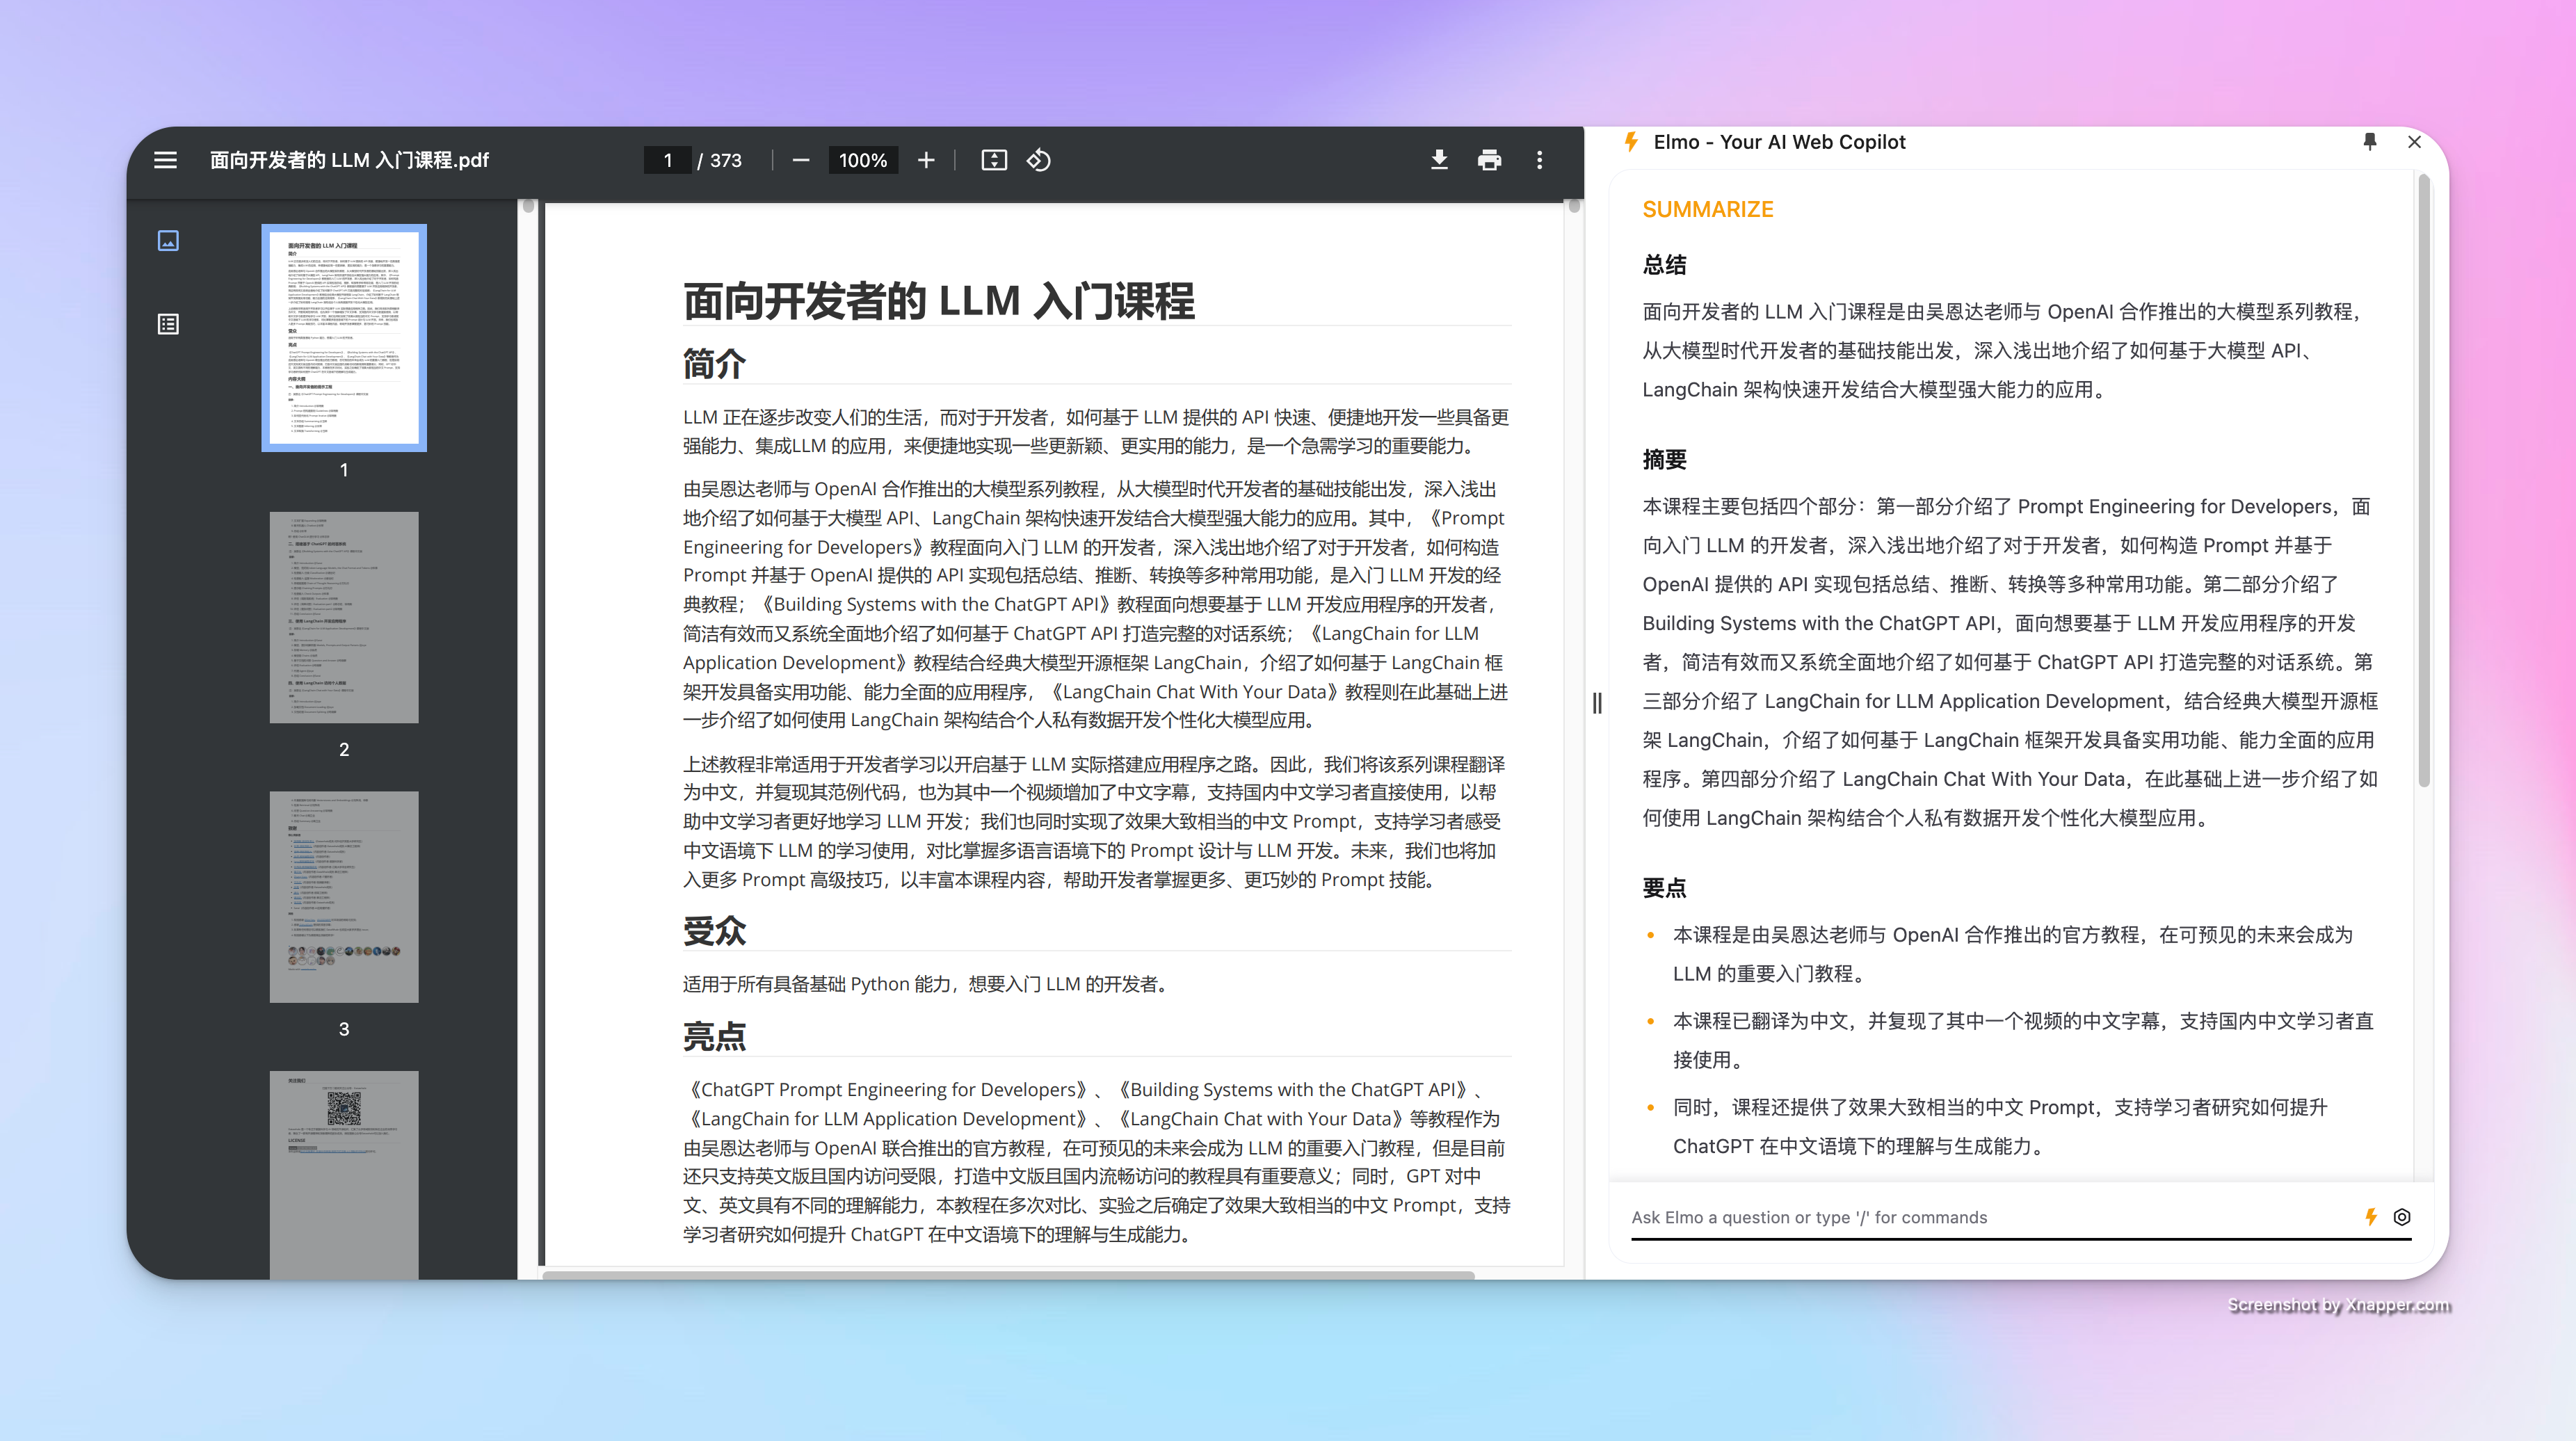 面向开发者的 LLM 入门课程.pdf
1 / 373
100%
面向开发者的 LLM 入门课程
简介
1
2
3
面向开发者的 LLM 入门课程
简介
LLM 正在逐步改变人们的生活，而对于开发者，如何基于 LLM 提供的 API 快速、便捷地开发一些具备更
强能力、集成LLM 的应用，来便捷地实现一些更新颖、更实用的能力，是一个急需学习的重要能力。
由吴恩达老师与 OpenAI 合作推出的大模型系列教程，从大模型时代开发者的基础技能出发，深入浅出
地介绍了如何基于大模型 API、LangChain 架构快速开发结合大模型强大能力的应用。其中，《Prompt
Engineering for Developers》教程面向入门 LLM 的开发者，深入浅出地介绍了对于开发者，如何构造
Prompt 并基于 OpenAI 提供的 API 实现包括总结、推断、转换等多种常用功能，是入门 LLM 开发的经
典教程；《Building Systems with the ChatGPT API》教程面向想要基于 LLM 开发应用程序的开发者，
简洁有效而又系统全面地介绍了如何基于 ChatGPT API 打造完整的对话系统；《LangChain for LLM
Application Development》教程结合经典大模型开源框架 LangChain，介绍了如何基于 LangChain 框
架开发具备实用功能、能力全面的应用程序，《LangChain Chat With Your Data》教程则在此基础上进
一步介绍了如何使用 LangChain 架构结合个人私有数据开发个性化大模型应用。
上述教程非常适用于开发者学习以开启基于 LLM 实际搭建应用程序之路。因此，我们将该系列课程翻译
为中文，并复现其范例代码，也为其中一个视频增加了中文字幕，支持国内中文学习者直接使用，以帮
助中文学习者更好地学习 LLM 开发；我们也同时实现了效果大致相当的中文 Prompt，支持学习者感受
中文语境下 LLM 的学习使用，对比掌握多语言语境下的 Prompt 设计与 LLM 开发。未来，我们也将加
入更多 Prompt 高级技巧，以丰富本课程内容，帮助开发者掌握更多、更巧妙的 Prompt 技能。
受众
适用于所有具备基础 Python 能力，想要入门 LLM 的开发者。
亮点
《ChatGPT Prompt Engineering for Developers》、《Building Systems with the ChatGPT API》、
《LangChain for LLM Application Development》、《LangChain Chat with Your Data》等教程作为
由吴恩达老师与 OpenAI 联合推出的官方教程，在可预见的未来会成为 LLM 的重要入门教程，但是目前
还只支持英文版且国内访问受限，打造中文版且国内流畅访问的教程具有重要意义；同时，GPT 对中
文、英文具有不同的理解能力，本教程在多次对比、实验之后确定了效果大致相当的中文 Prompt，支持
学习者研究如何提升 ChatGPT 在中文语境下的理解与生成能力。
Elmo - Your AI Web Copilot
SUMMARIZE
总结
面向开发者的 LLM 入门课程是由吴恩达老师与 OpenAI 合作推出的大模型系列教程，
从大模型时代开发者的基础技能出发，深入浅出地介绍了如何基于大模型 API、
LangChain 架构快速开发结合大模型强大能力的应用。
摘要
本课程主要包括四个部分：第一部分介绍了 Prompt Engineering for Developers，面
向入门 LLM 的开发者，深入浅出地介绍了对于开发者，如何构造 Prompt 并基于
OpenAI 提供的 API 实现包括总结、推断、转换等多种常用功能。第二部分介绍了
Building Systems with the ChatGPT API，面向想要基于 LLM 开发应用程序的开发
者，简洁有效而又系统全面地介绍了如何基于 ChatGPT API 打造完整的对话系统。第
三部分介绍了 LangChain for LLM Application Development，结合经典大模型开源框
架 LangChain，介绍了如何基于 LangChain 框架开发具备实用功能、能力全面的应用
程序。第四部分介绍了 LangChain Chat With Your Data，在此基础上进一步介绍了如
何使用 LangChain 架构结合个人私有数据开发个性化大模型应用。
要点
• 本课程是由吴恩达老师与 OpenAI 合作推出的官方教程，在可预见的未来会成为
LLM 的重要入门教程。
• 本课程已翻译为中文，并复现了其中一个视频的中文字幕，支持国内中文学习者直
接使用。
• 同时，课程还提供了效果大致相当的中文 Prompt，支持学习者研究如何提升
ChatGPT 在中文语境下的理解与生成能力。
Ask Elmo a question or type '/' for commands
Screenshot by Xnapper.com